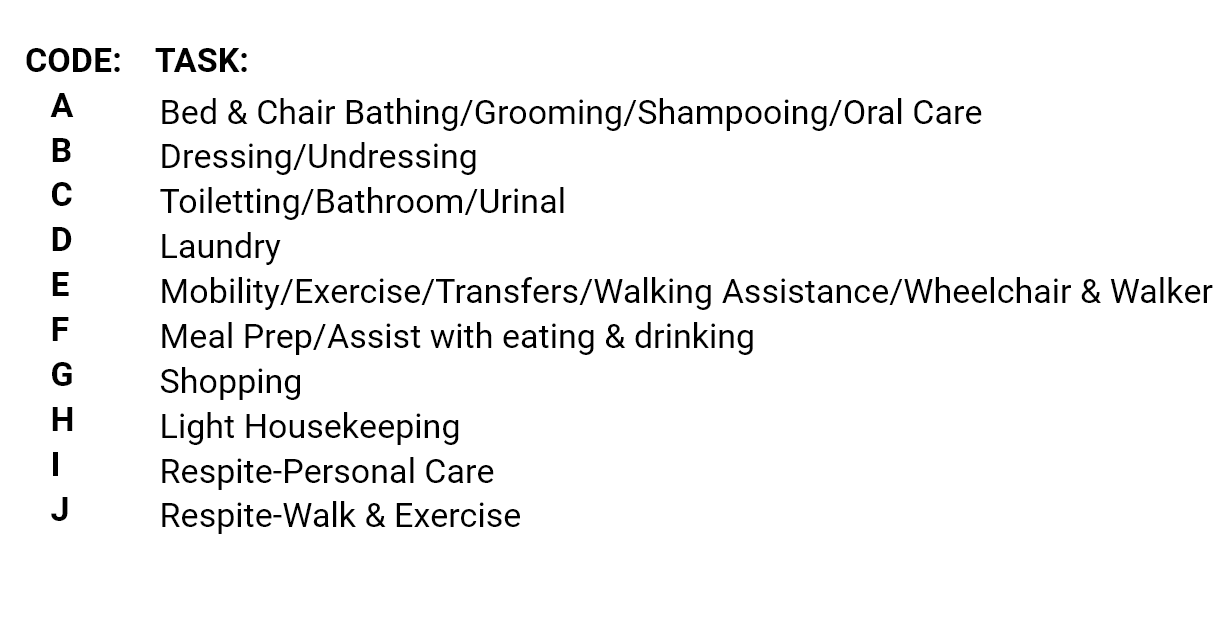 CODE: TASK:
A Bed & Chair Bathing/Grooming/Shampooing/Oral Care
B Dressing/Undressing
C Toiletting/Bathroom/Urinal
D Laundry
E Mobility/Exercise/Transfers/Walking Assistance/Wheelchair & Walker
F Meal Prep/Assist with eating & drinking
G Shopping
H Light Housekeeping
I Respite-Personal Care
J Respite-Walk & Exercise